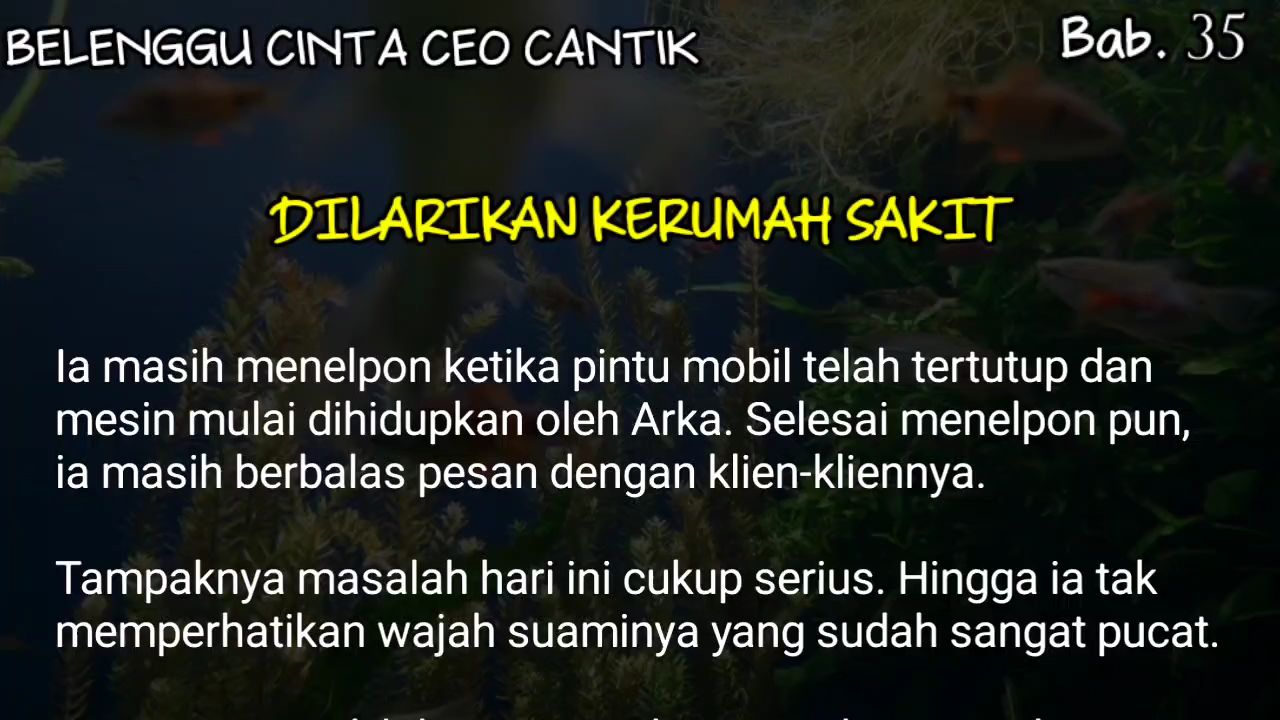 BELENGGU CINTA CEO CANTIK
Bab. 35
DILARIKAN KERUMAH SAKIT
Ia masih menelpon ketika pintu mobil telah tertutup dan
mesin mulai dihidupkan oleh Arka. Selesai menelpon pun,
ia masih berbalas pesan dengan klien-kliennya.
Tampaknya masalah hari ini cukup serius. Hingga ia tak
memperhatikan wajah suaminya yang sudah sangat pucat.